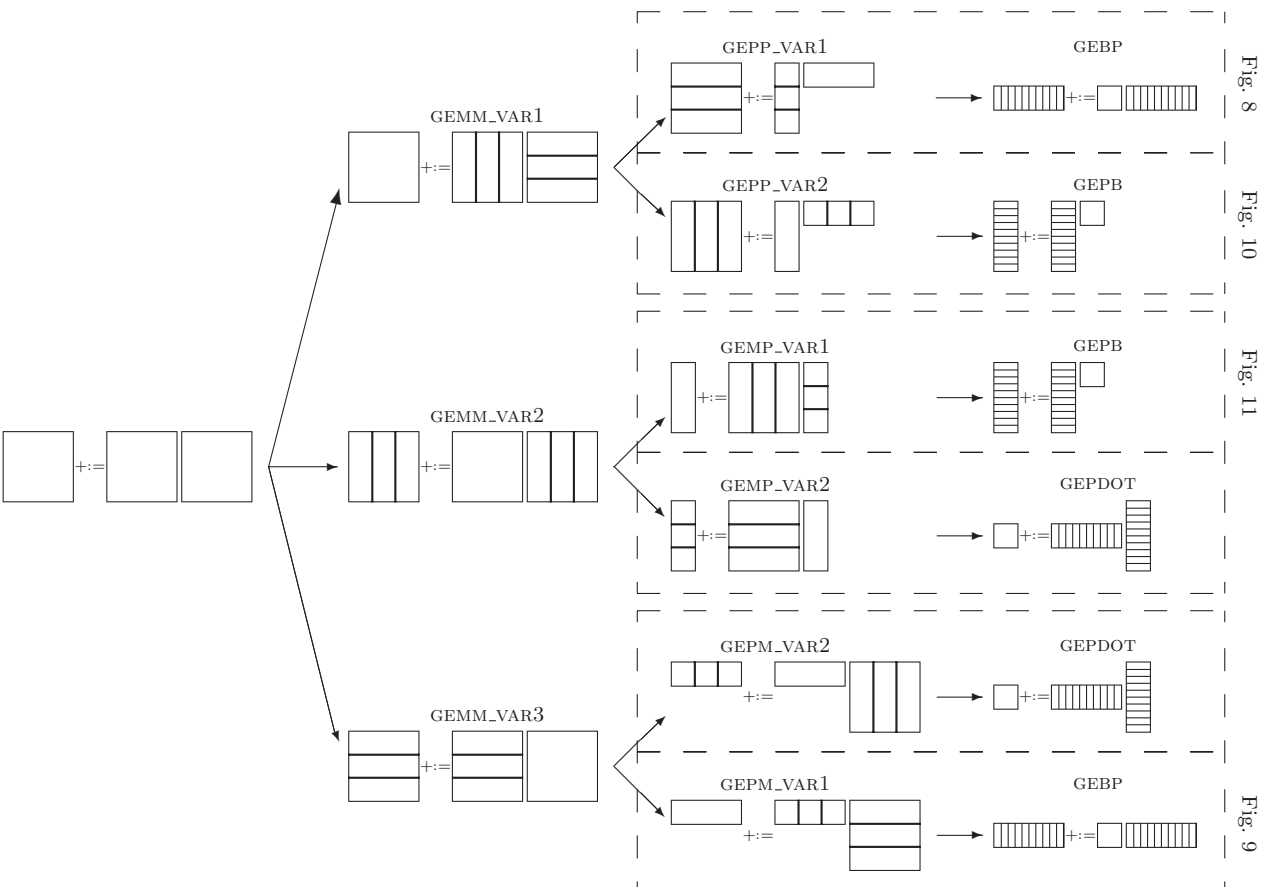 GEPP_VAR1
GEBP
+:=
+:=
Fig. 8
GEMM_VAR1
+:=
GEPP_VAR2
GEPB
+:=
+:=
Fig. 10
GEMP_VAR1
GEPB
+:=
+:=
Fig. 11
GEMM_VAR2
+:=
+:=
GEMP_VAR2
GEPDOT
+:=
+:=
GEPM_VAR2
GEPDOT
+:=
+:=
GEMM_VAR3
+:=
GEPM_VAR1
GEBP
+:=
+:=
Fig. 9